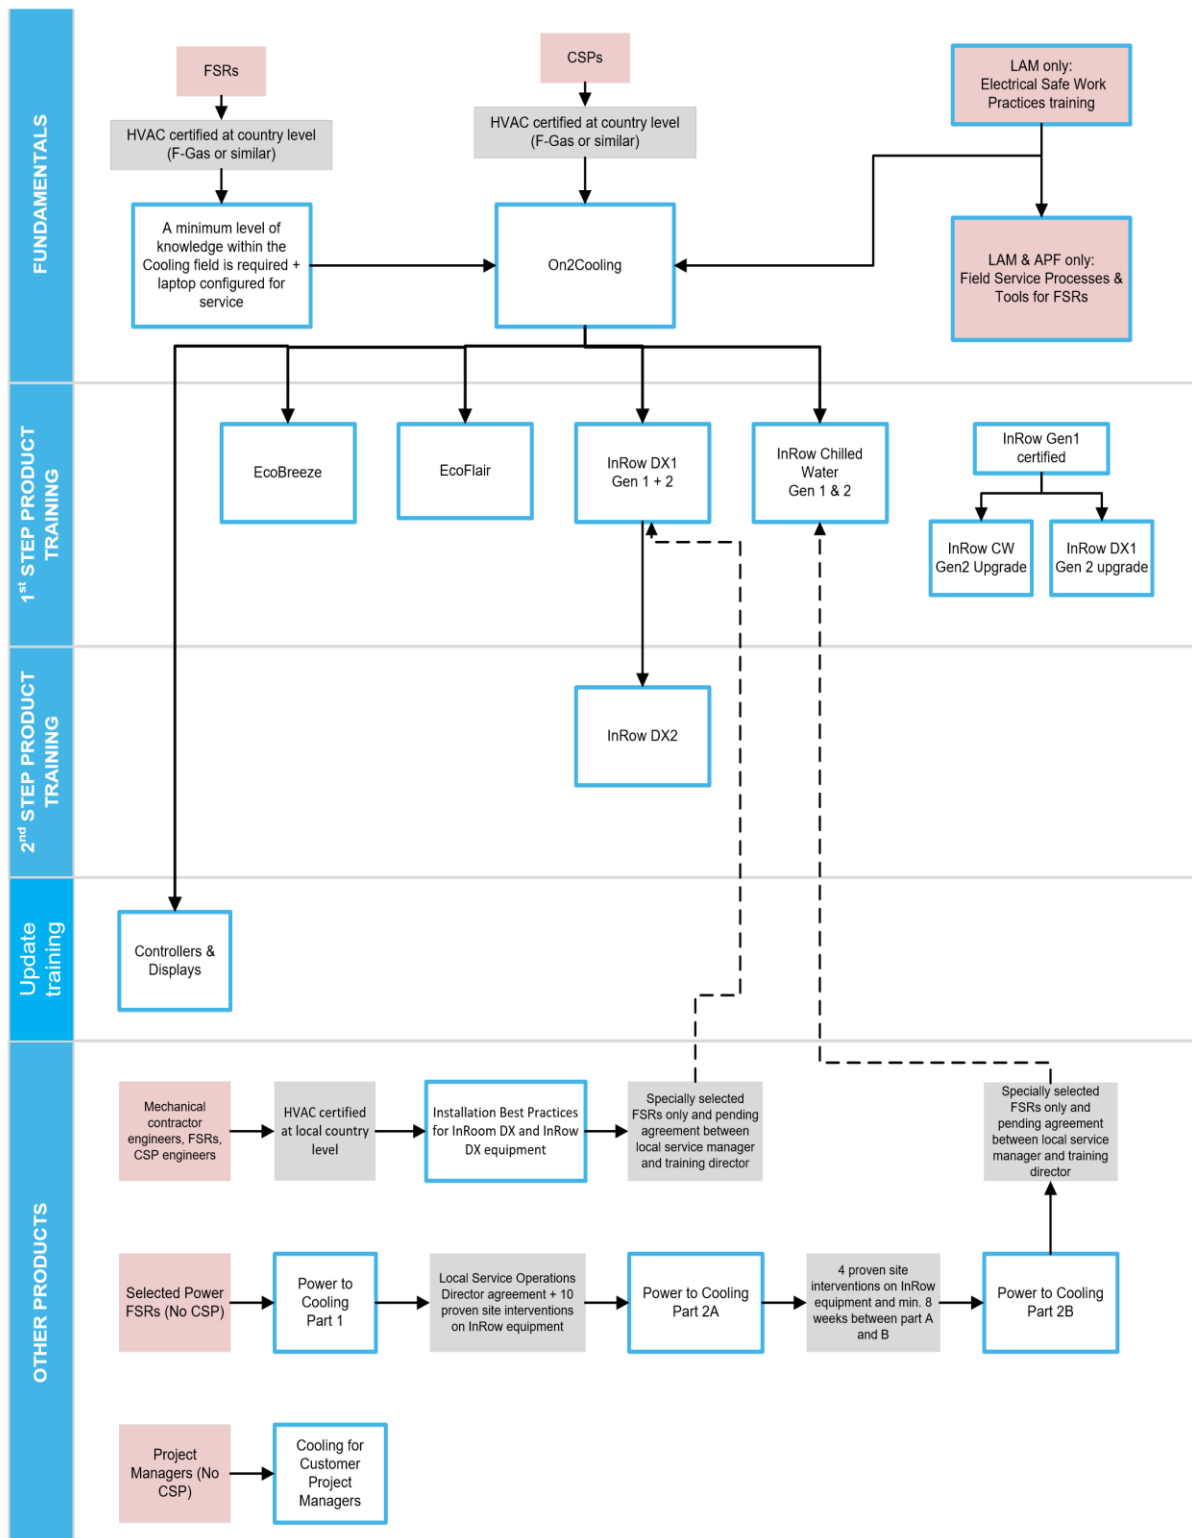 FUNDAMENTALS
FSRs
CSPs
LAM only:
Electrical Safe Work
Practices training
HVAC certified at country level
(F-Gas or similar)
HVAC certified at country level
(F-Gas or similar)
A minimum level of
knowledge within the
Cooling field is required +
laptop configured for
service
On2Cooling
LAM & APF only:
Field Service Processes &
Tools for FSRs
1st STEP PRODUCT
TRAINING
EcoBreeze
EcoFlair
InRow DX1
Gen 1 + 2
InRow Chilled
Water
Gen 1 & 2
InRow Gen1
certified
InRow CW
Gen2 Upgrade
InRow DX1
Gen 2 upgrade
2nd STEP PRODUCT
TRAINING
InRow DX2
Update
training
Controllers &
Displays
OTHER PRODUCTS
Mechanical
contractor
engineers, FSRs,
CSP engineers
HVAC certified
at local country
level
Installation Best Practices
for InRoom DX and InRow
DX equipment
Specially selected
FSRs only and pending
agreement between
local service manager
and training director
Specially selected
FSRs only and
pending agreement
between local service
manager and training
director
Selected Power
FSRs (No CSP)
Power to
Cooling
Part 1
Local Service Operations
Director agreement + 10
proven site interventions
on InRow equipment
Power to Cooling
Part 2A
4 proven site
interventions on InRow
equipment and min. 8
weeks between part A
and B
Power to Cooling
Part 2B
Project
Managers (No
CSP)
Cooling for
Customer
Project
Managers